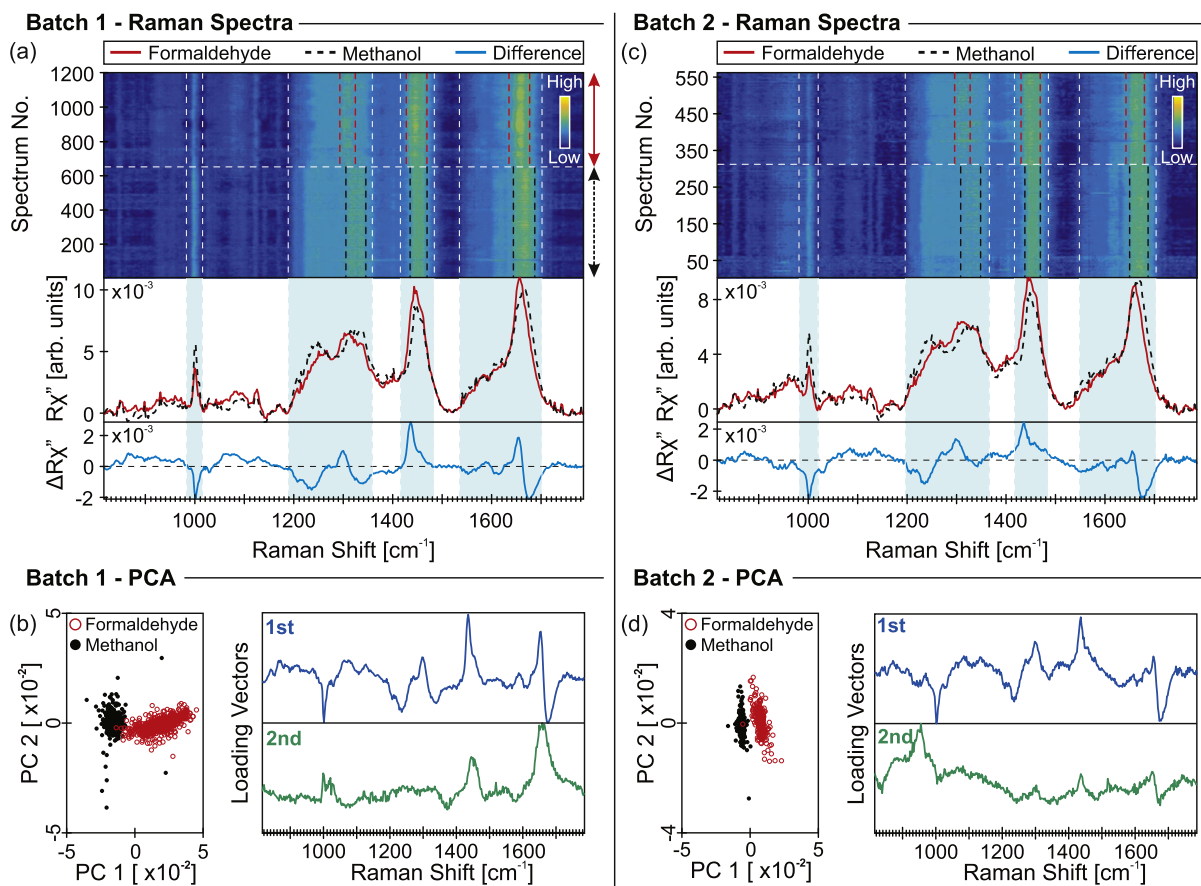 Batch 1 - Raman Spectra
(a)
Formaldehyde Methanol Difference
Spectrum No.
1200
1000
800
600
400
200
High
Low
Rχ” [arb. units]
x10⁻³
10
5
0
ΔRχ” 
x10⁻³
2
0
-2
1000 1200 1400 1600
Raman Shift [cm⁻¹]
Batch 2 - Raman Spectra
(c)
Formaldehyde Methanol Difference
Spectrum No.
550
450
350
250
150
50
High
Low
Rχ” [arb. units]
x10⁻³
8
4
0
ΔRχ”
x10⁻³
2
0
-2
1000 1200 1400 1600
Raman Shift [cm⁻¹]
Batch 1 - PCA
(b)
Formaldehyde
Methanol
PC 2 [ x10⁻²]
5
0
-5
-5 0 5
PC 1 [ x10⁻²]
Loading Vectors
1st
2nd
1000 1200 1400 1600
Raman Shift [cm⁻¹]
Batch 2 - PCA
(d)
Formaldehyde
Methanol
PC 2 [ x10⁻²]
4
0
-4
-5 0 5
PC 1 [ x10⁻²]
Loading Vectors
1st
2nd
1000 1200 1400 1600
Raman Shift [cm⁻¹]